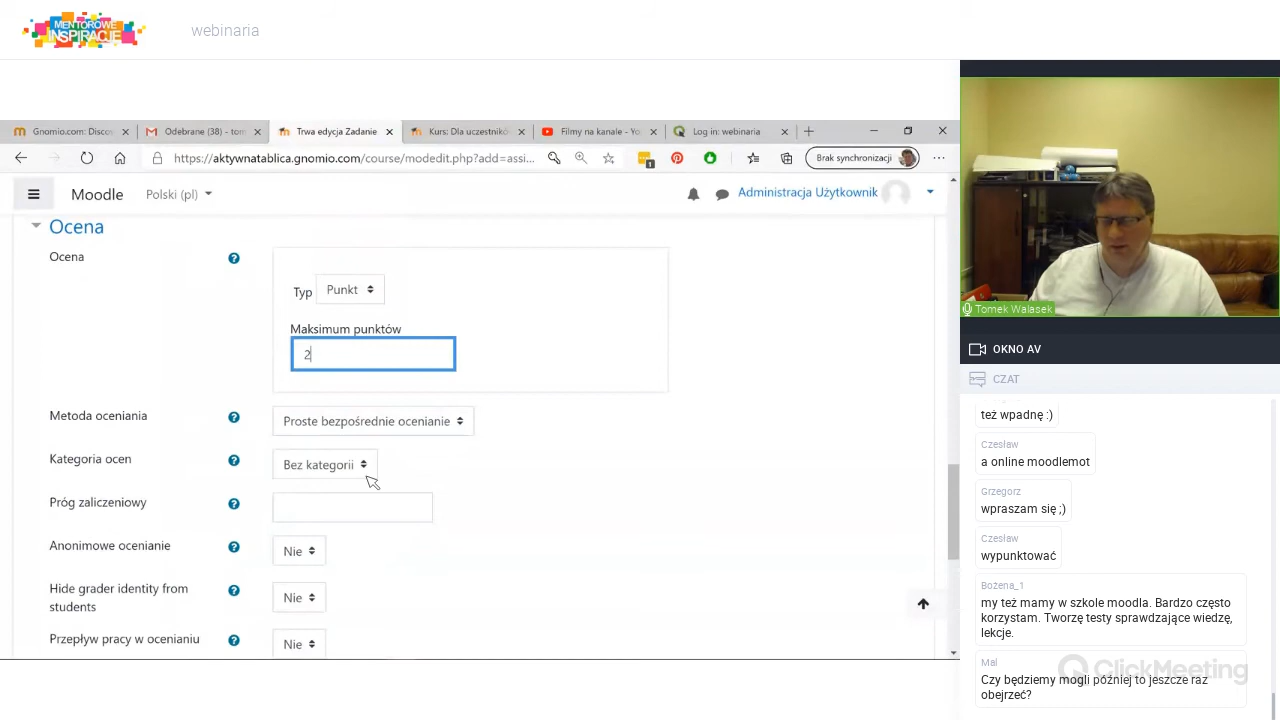 MENTOROWE
INSPIRACJE
webinaria
Gnomio.com: Disco
Odebrane (38) - tom
Trwa edycja Zadanie
Kurs: Dla uczestnikó
Filmy na kanale - Yo
Log in: webinaria
https://aktywnatablica.gnomio.com/course/modedit.php?add=assi...
1
Brak synchronizacji
Moodle
Polski (pl)
Administracja Użytkownik
Ocena
Ocena
Typ
Punkt
Maksimum punktów
2
Metoda oceniania
Proste bezpośrednie ocenianie
Kategoria ocen
Bez kategorii
Próg zaliczeniowy
Anonimowe ocenianie
Nie
Hide grader identity from
students
Nie
Przepływ pracy w ocenianiu
Nie
Tomek Walasek
OKNO AV
CZAT
też wpadnę :)
Czesław
a online moodlemot
Grzegorz
wpraszam się ;)
Czesław
wypunktować
Bożena_1
my też mamy w szkole moodla. Bardzo często
korzystam. Tworzę testy sprawdzające wiedzę,
lekcje.
Mal
Czy będziemy mogli później to jeszcze raz
obejrzeć?
ClickMeeting